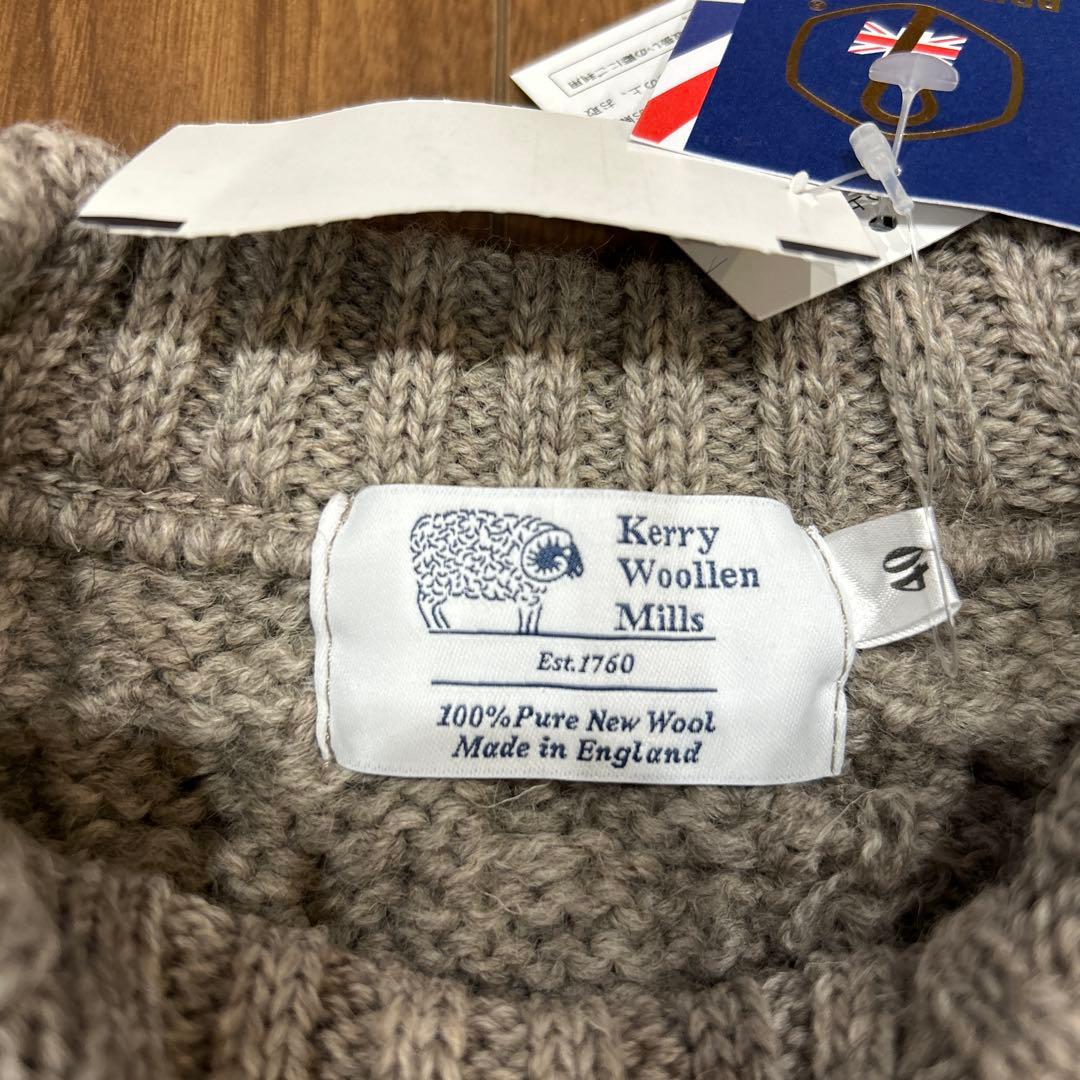 Kerry
Woollen
Mills
Est.1760
100% Pure New Wool
Made in England
40